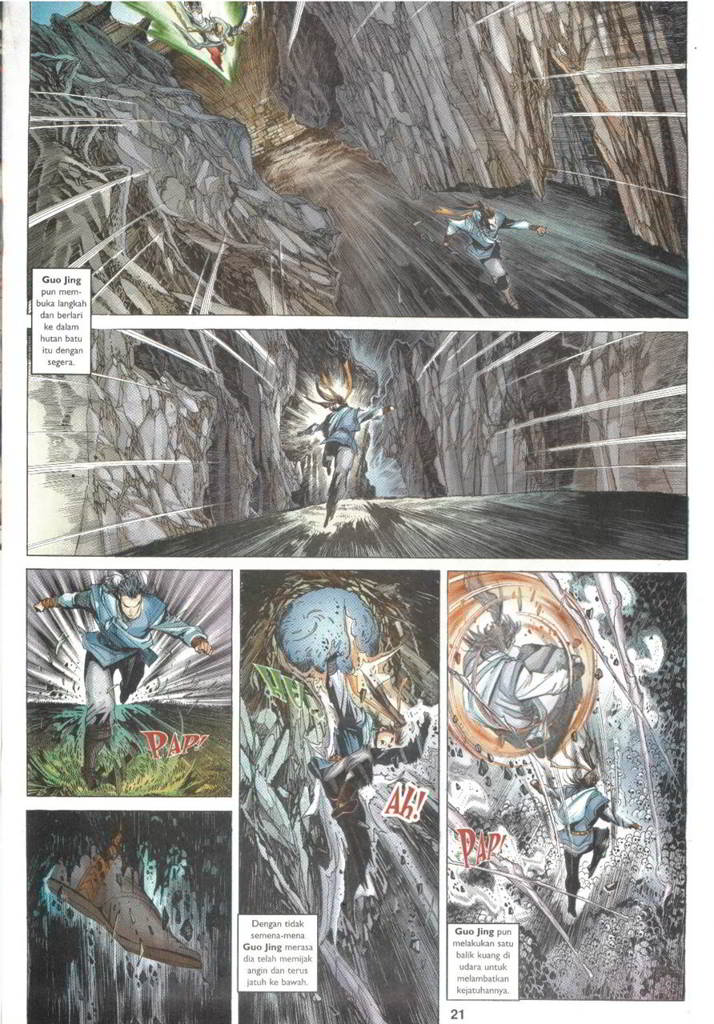 Guo Jing
pun mem-
buka langkah
dan berlari
ke dalam
hutan batu
itu dengan
segera.
PAP!
HEI!
Ah!
Dengan tidak
semena-mena
Guo Jing merasa
dia telah memijak
angin dan terus
jatuh ke bawah.
PAP!
Guo Jing pun
melakukan satu
balik kuang di
udara untuk
melambatkan
kejatuhannya.
21